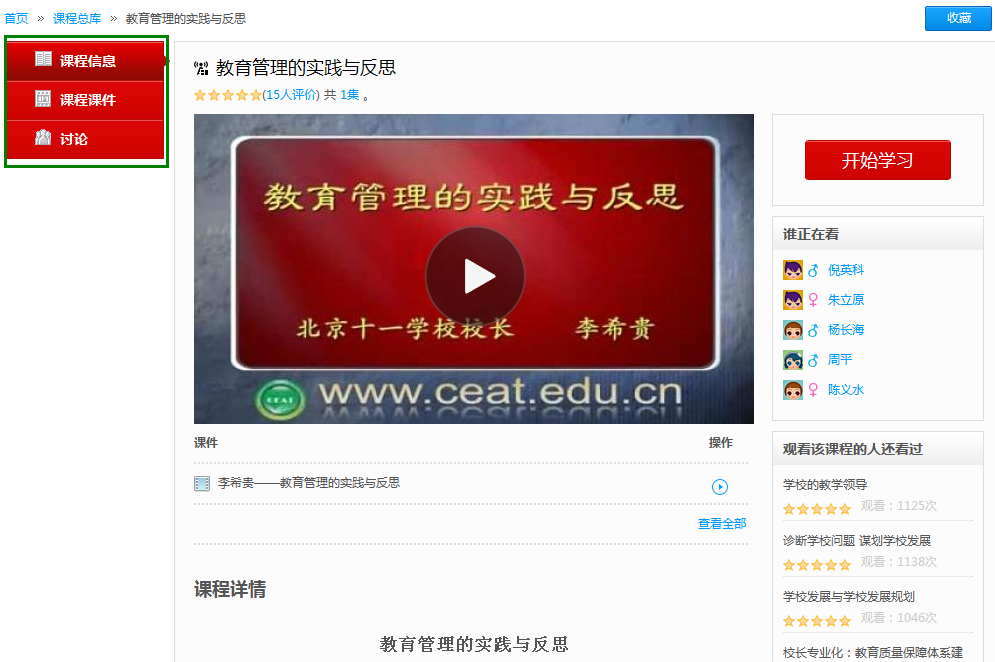 首页 » 课程总库 » 教育管理的实践与反思
收藏
课程信息
课程课件
讨论
教育管理的实践与反思
(15人评价) 共 1集 。
教育管理的实践与反思
北京十一学校校长 李希贵
CEAT www.ceat.edu.cn
课件 操作
李希贵——教育管理的实践与反思
查看全部
课程详情
教育管理的实践与反思
开始学习
谁正在看
倪英科
朱立原
杨长海
周平
陈义水
观看该课程的人还看过
学校的教学领导
观看：1125次
诊断学校问题 谋划学校发展
观看：1138次
学校发展与学校发展规划
观看：1046次
校长专业化：教育质量保障体系建